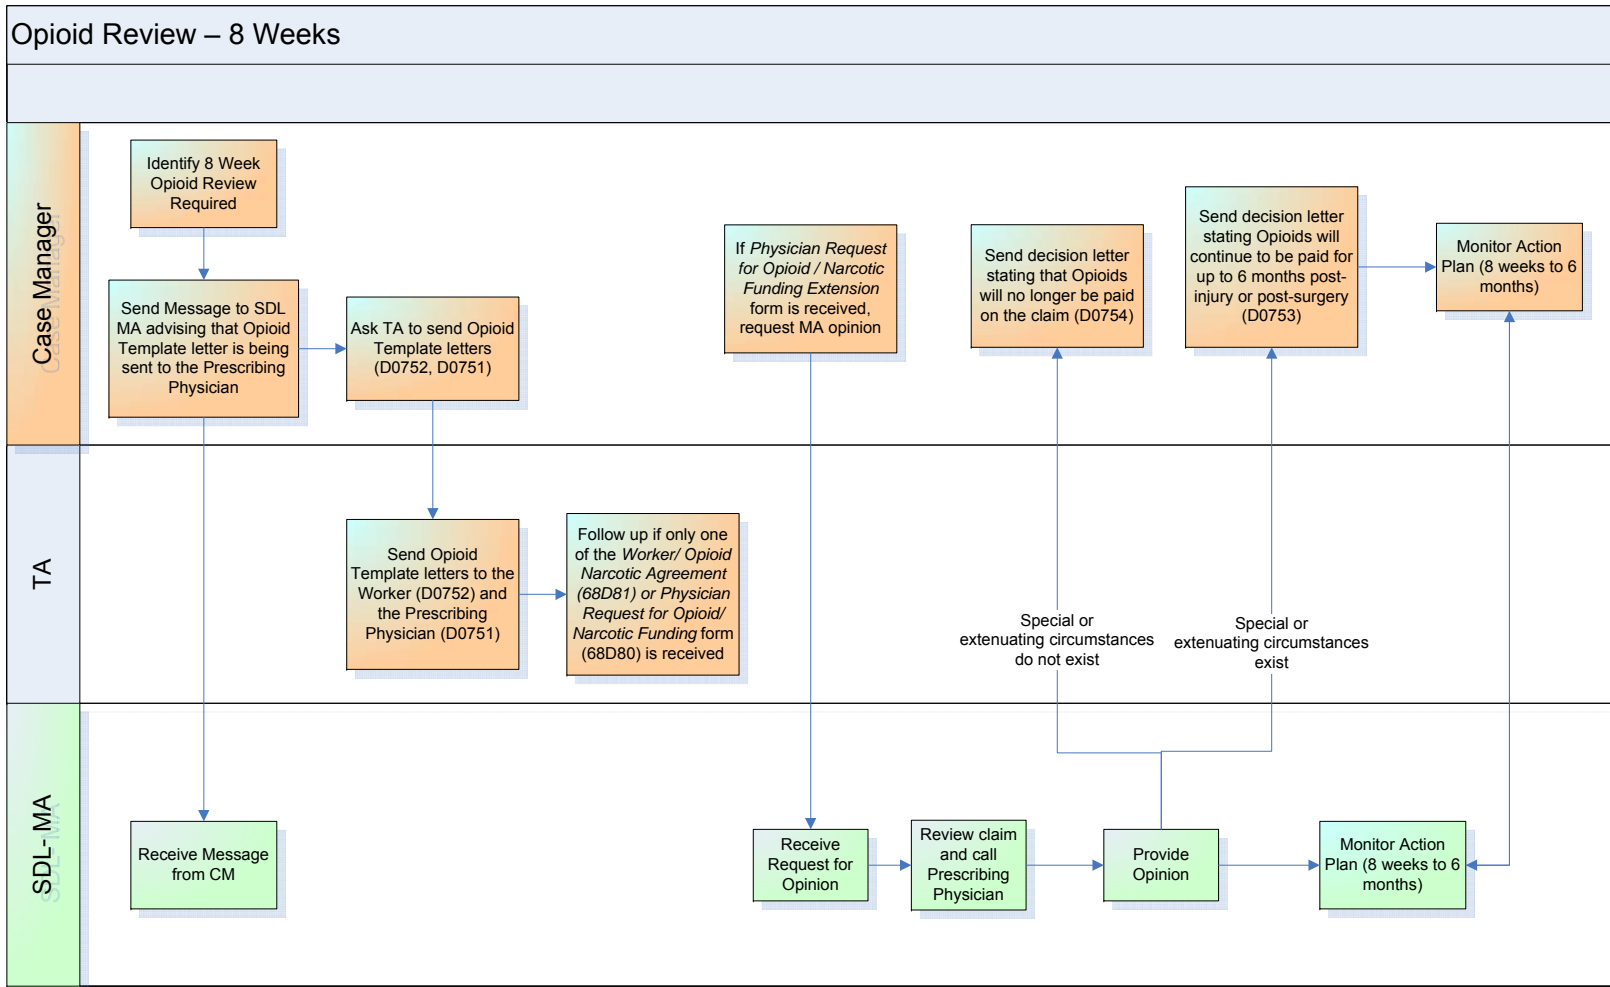 Opioid Review – 8 Weeks
Case Manager
Identify 8 Week
Opioid Review
Required
Send Message to SDL
MA advising that Opioid
Template letter is being
sent to the Prescribing
Physician
Ask TA to send Opioid
Template letters
(D0752, D0751)
If Physician Request
for Opioid / Narcotic
Funding Extension
form is received,
request MA opinion
Send decision letter
stating that Opioids
will no longer be paid
on the claim (D0754)
Send decision letter
stating Opioids will
continue to be paid for
up to 6 months post-
injury or post-surgery
(D0753)
Monitor Action
Plan (8 weeks to 6
months)
TA
Send Opioid
Template letters to the
Worker (D0752) and
the Prescribing
Physician (D0751)
Follow up if only one
of the Worker/ Opioid
Narcotic Agreement
(68D81) or Physician
Request for Opioid/
Narcotic Funding form
(68D80) is received
Special or
extenuating circumstances
do not exist
Special or
extenuating circumstances
exist
SDL-MA
Receive Message
from CM
Receive
Request for
Opinion
Review claim
and call
Prescribing
Physician
Provide
Opinion
Monitor Action
Plan (8 weeks to 6
months)